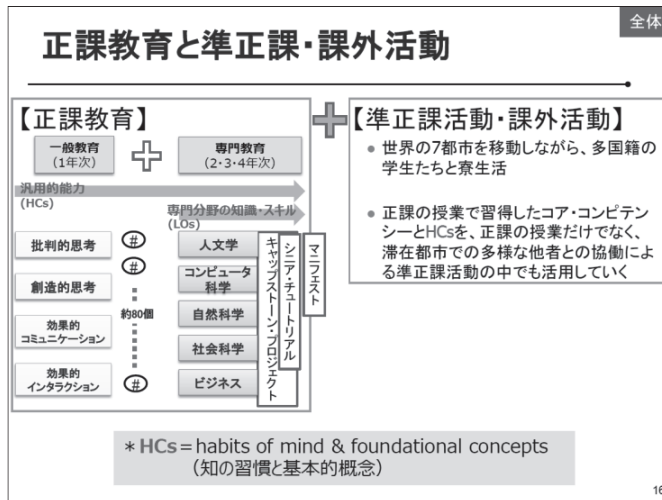 全体
正課教育と準正課・課外活動
【正課教育】
一般教育
(1年次)
専門教育
(2・3・4年次)
汎用的能力
(HCs)
専門分野の知識・スキル
(LOs)
批判的思考
創造的思考
効果的
コミュニケーション
効果的
インタラクション
#
#
約80個
#
人文学
コンピュータ
科学
自然科学
社会科学
ビジネス
キャップストーン・プロジェクト
シニア・チュートリアル
マニフェスト
【準正課活動・課外活動】
• 世界の7都市を移動しながら、多国籍の
学生たちと寮生活
• 正課の授業で習得したコア・コンピテン
シーとHCsを、正課の授業だけでなく、
滞在都市での多様な他者との協働によ
る準正課活動の中でも活用していく
*HCs=habits of mind & foundational concepts
(知の習慣と基本的概念)
16